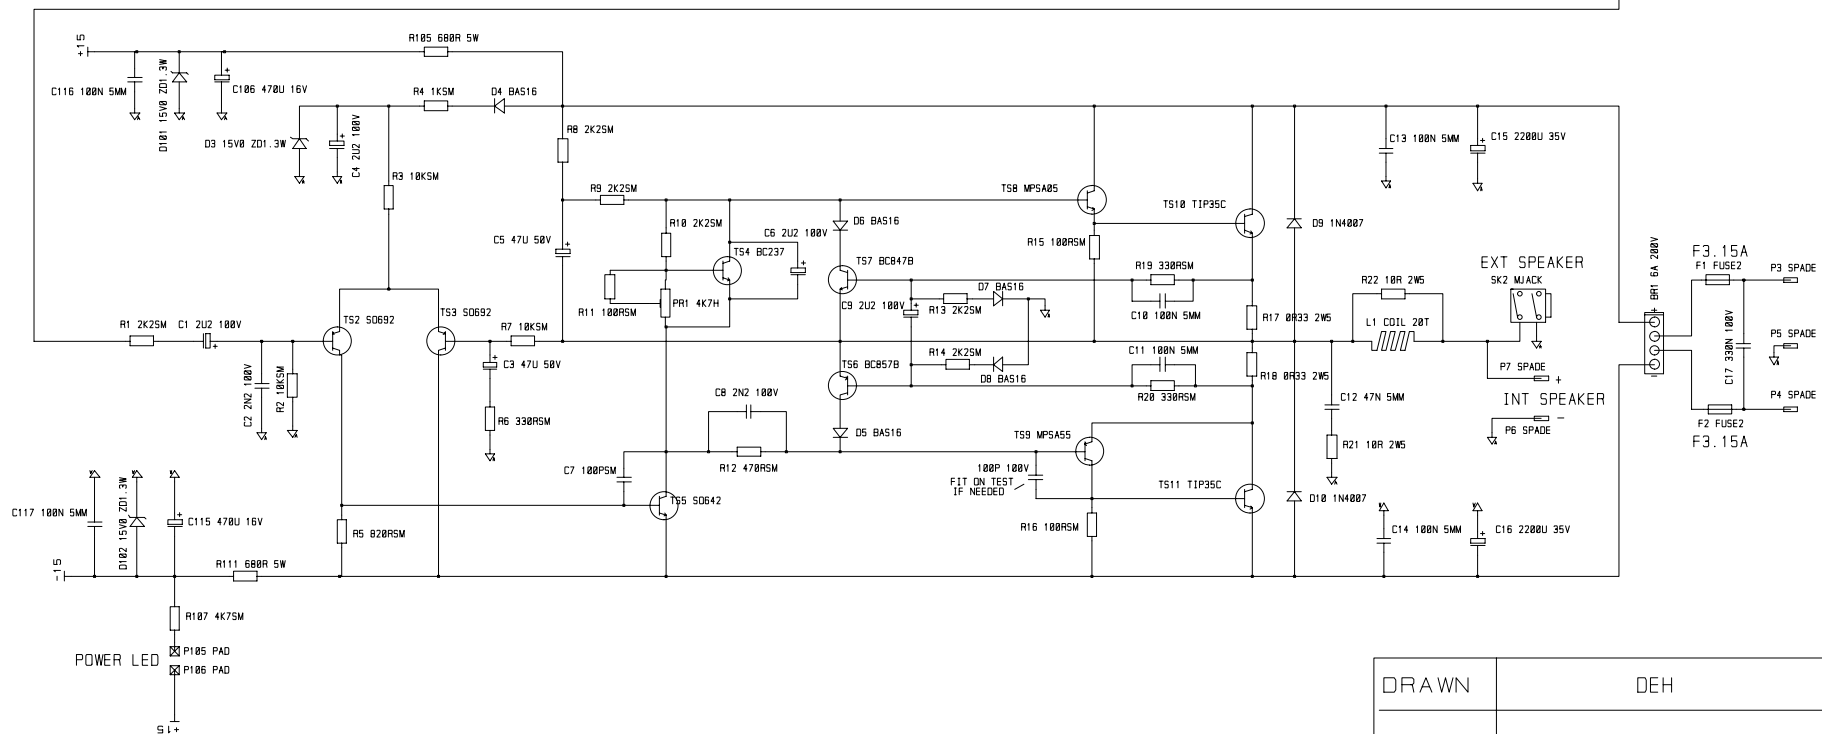 +15
R105 680R 5W
C116 100N 5MM
D101 15V0 ZD1.3W
C106 470U 16V
R4 1KSM
D4 BAS16
D3 15V0 ZD1.3W
C4 2U2 100V
R8 2K2SM
C13 100N 5MM
C15 2200U 35V
R3 10KSM
R9 2K2SM
TS8 MPSA05
TS10 TIP35C
R10 2K2SM
D6 BAS16
C6 2U2 100V
D9 1N4007
C5 47U 50V
TS4 BC237
R15 100RSM
TS7 BC847B
R19 330RSM
EXT SPEAKER
SK2 MJACK
BR1 6A 200V
+
F3.15A
F1 FUSE2
P3 SPADE
R11 100RSM
PR1 4K7H
D7 BAS16
R22 10R 2W5
C9 2U2 100V
R13 2K2SM
C10 100N 5MM
R17 0R33 2W5
L1 COIL 20T
R1 2K2SM
C1 2U2 100V
TS2 SO692
TS3 SO692
R7 10KSM
P5 SPADE
C17 330N 100V
R14 2K2SM
C11 100N 5MM
TS6 BC857B
C3 47U 50V
D8 BAS16
R18 0R33 2W5
P7 SPADE
+
-
C2 2N2 100V
R2 10KSM
C8 2N2 100V
R20 330RSM
C12 47N 5MM
INT SPEAKER
-
P6 SPADE
P4 SPADE
F2 FUSE2
F3.15A
R6 330RSM
D5 BAS16
TS9 MPSA55
R21 10R 2W5
C7 100PSM
R12 470RSM
100P 100V
FIT ON TEST
IF NEEDED
TS11 TIP35C
D10 1N4007
TS5 SO642
C117 100N 5MM
D102 15V0 ZD1.3W
C115 470U 16V
R5 820RSM
R16 100RSM
C14 100N 5MM
C16 2200U 35V
-15
R111 680R 5W
R107 4K7SM
POWER LED
P105 PAD
P106 PAD
+15
DRAWN
DEH